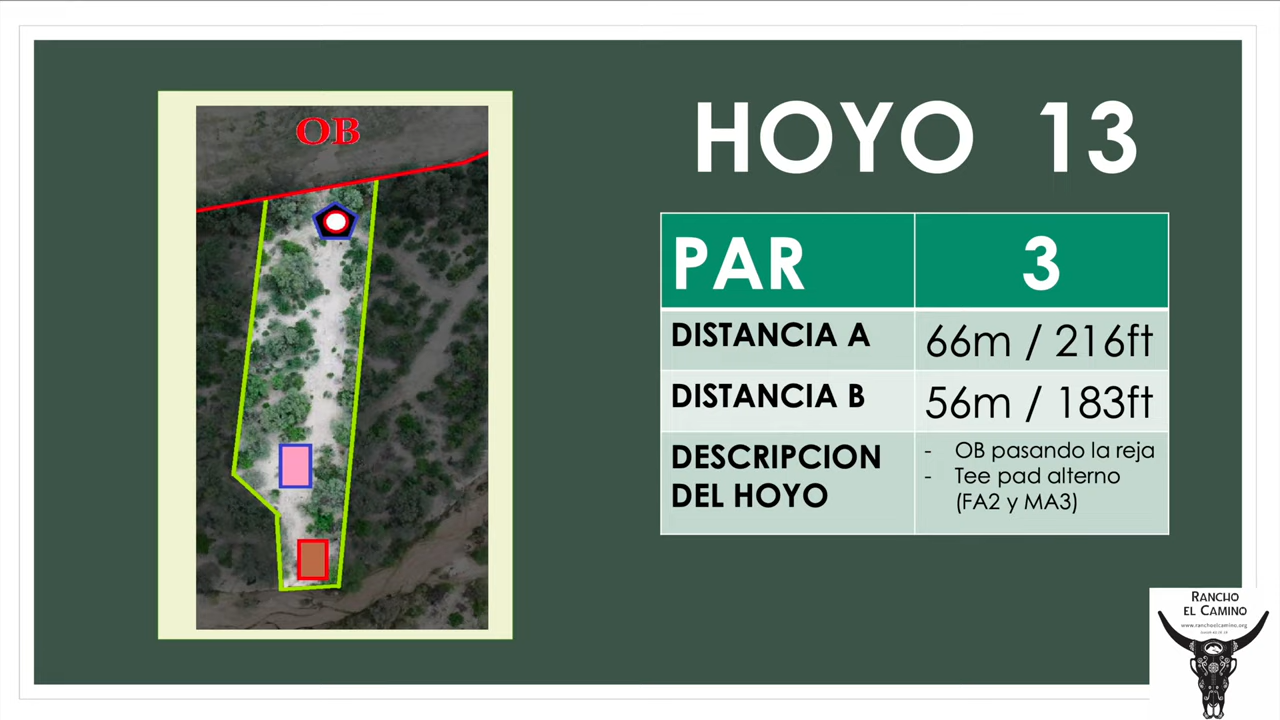 OB
HOYO 13
PAR 3
DISTANCIA A 66m / 216ft
DISTANCIA B 56m / 183ft
DESCRIPCION
DEL HOYO
- OB pasando la reja
- Tee pad alterno
(FA2 y MA3)
RANCHO
EL CAMINO
www.ranchoelcamino.org